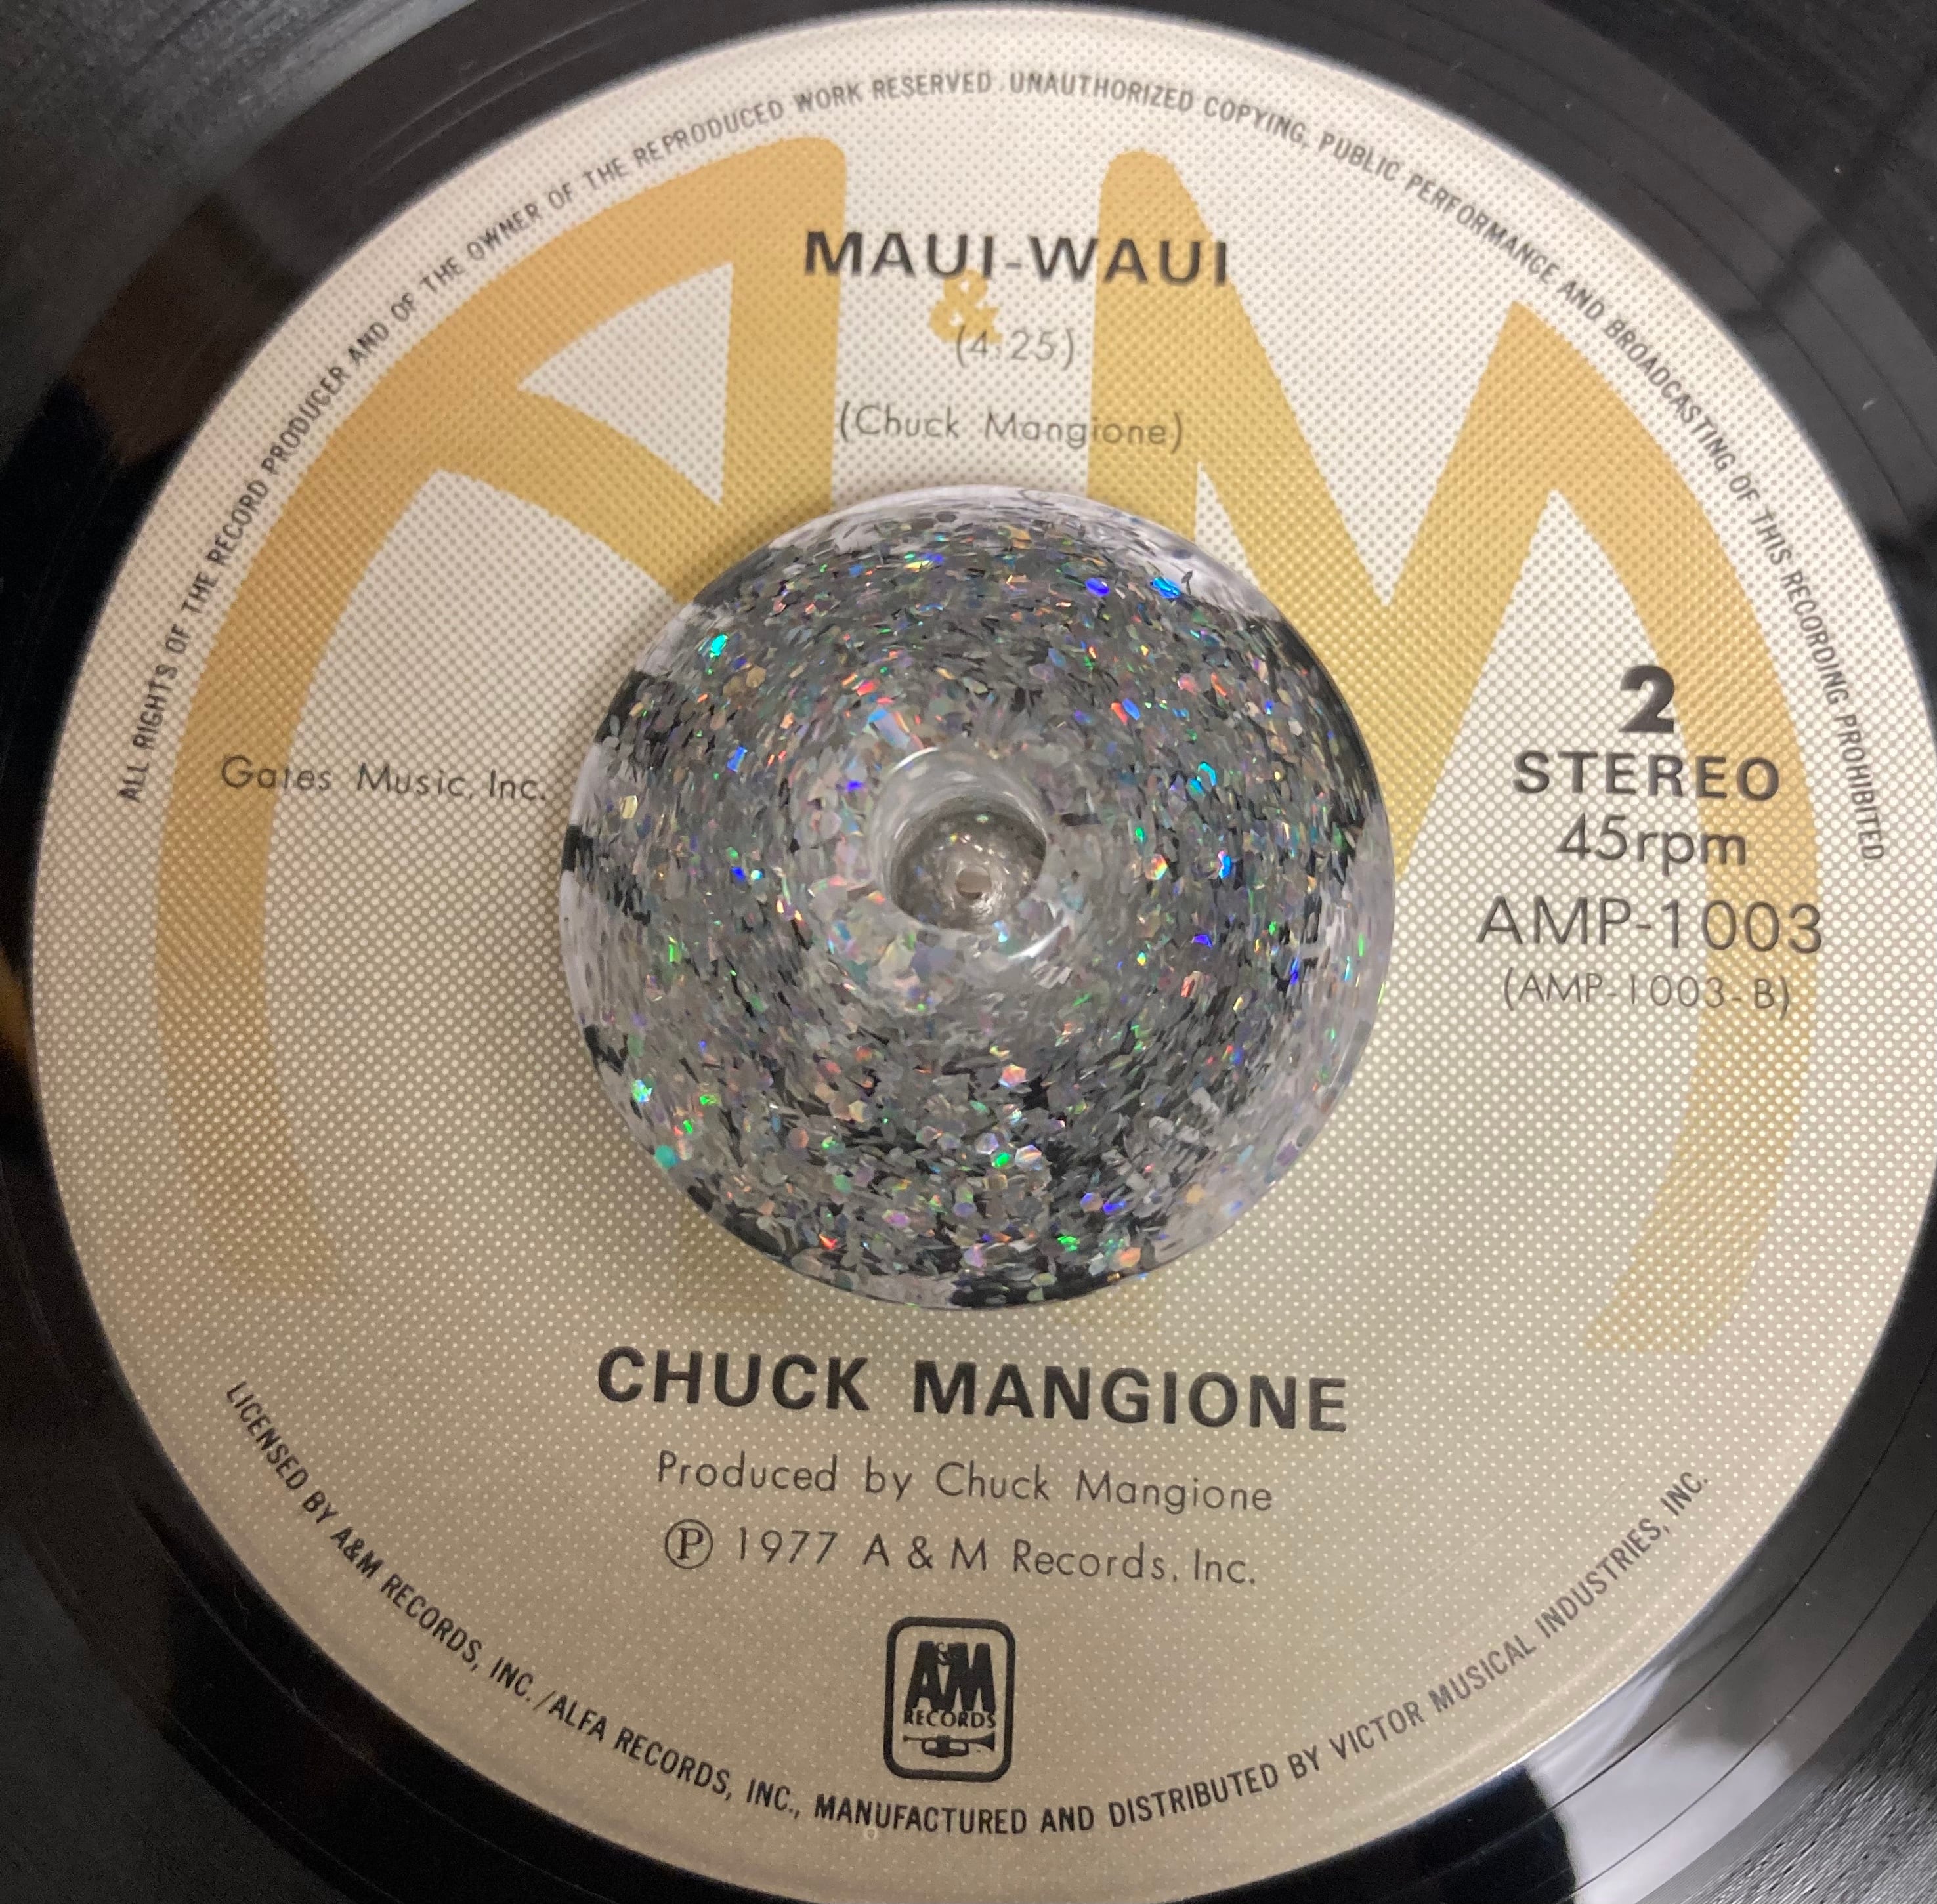 ALL RIGHTS OF THE RECORD PRODUCER AND OF THE OWNER OF THE REPRODUCED WORK RESERVED. UNAUTHORIZED COPYING, PUBLIC PERFORMANCE AND BROADCASTING OF THIS RECORDING PROHIBITED
A & M
MAUI-WAUI
(4:25)
(Chuck Mangione)
Gates Music, Inc.
2
STEREO
45rpm
AMP-1003
(AMP-1003-B)
CHUCK MANGIONE
Produced by Chuck Mangione
Ⓟ 1977 A & M Records, Inc.
A&M
RECORDS
LICENSED BY A&M RECORDS, INC. / ALFA RECORDS, INC., MANUFACTURED AND DISTRIBUTED BY VICTOR MUSICAL INDUSTRIES, INC.